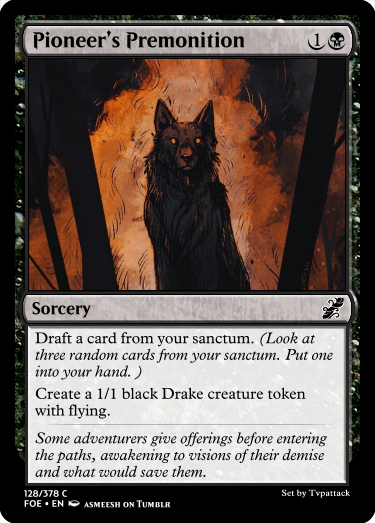 Pioneer's Premonition 1
Sorcery
Draft a card from your sanctum. (Look at
three random cards from your sanctum. Put one
into your hand. )
Create a 1/1 black Drake creature token
with flying.
Some adventurers give offerings before entering
the paths, awakening to visions of their demise
and what would save them.
128/378 C
FOE • EN ASMEESH ON TUMBLR
Set by Tvpattack